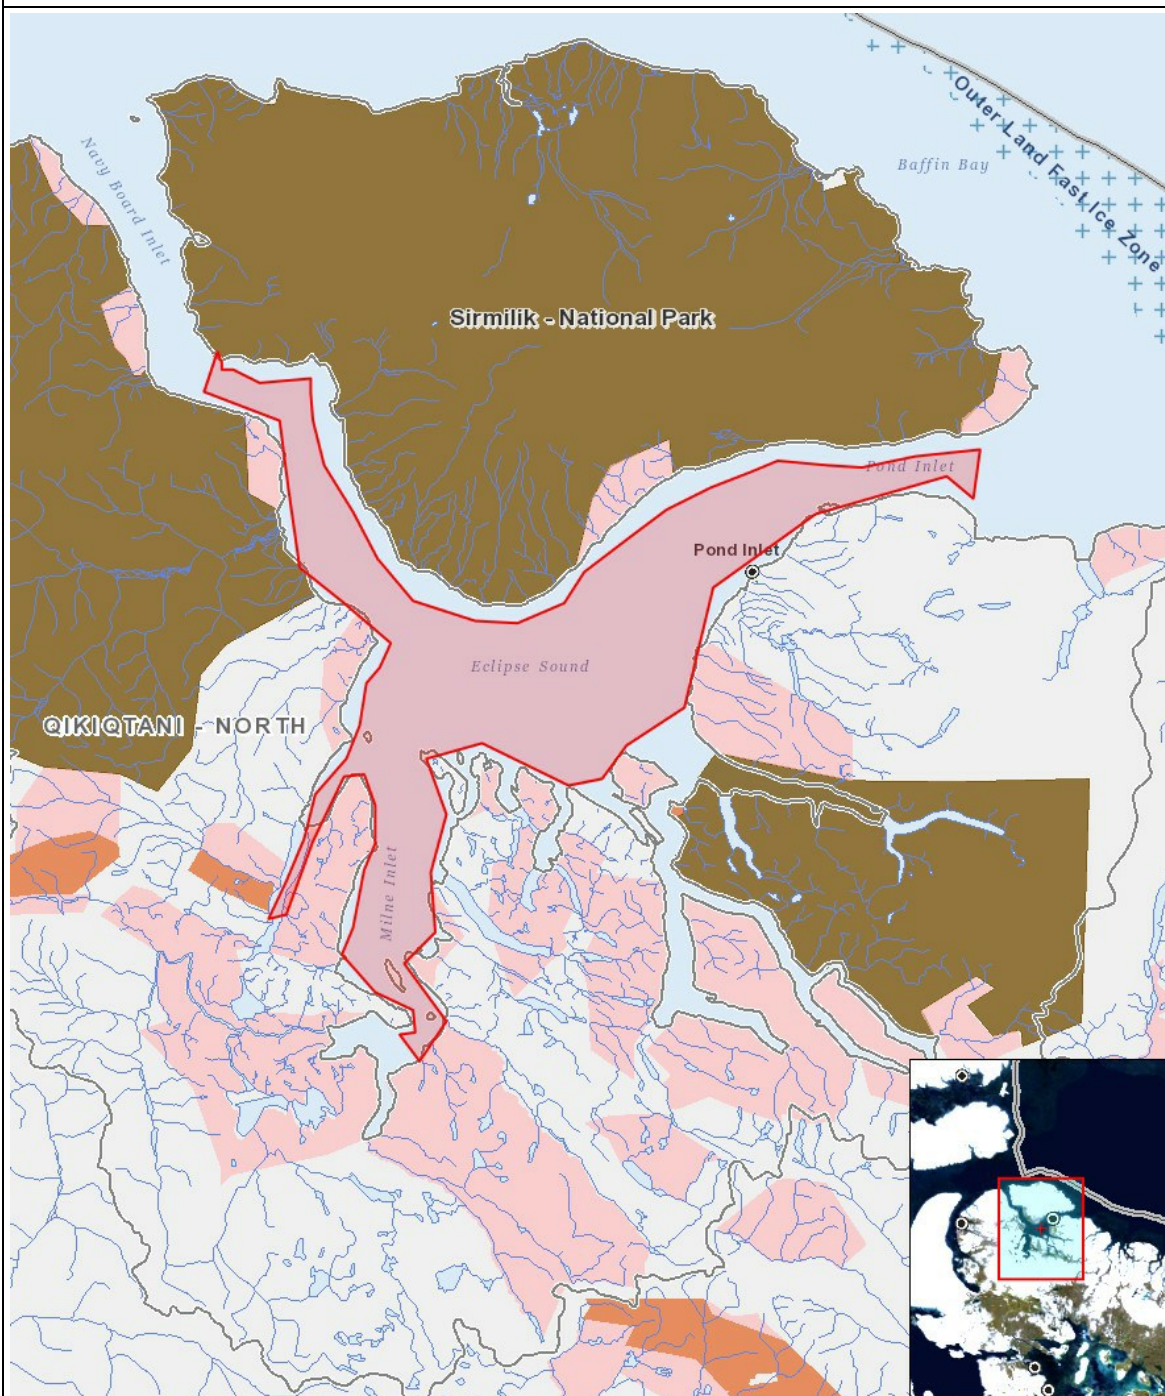 Navy Board Inlet
Outer Land Fast Ice Zone
Baffin Bay
Sirmilik - National Park
Pond Inlet
Pond Inlet
Eclipse Sound
QIKIQTANI - NORTH
Milne Inlet